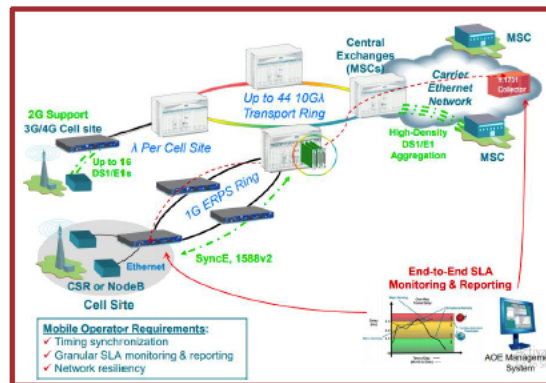 MSC
Central
Exchanges
(MSCs)
Carrier
Ethernet
Network
Y.1731
Collector
Up to 44 10Gλ
Transport Ring
2G Support
3G/4G Cell site
λ Per Cell Site
High-Density
DS1/E1
Aggregation
MSC
Up to 16
DS1/E1s
1G ERPS Ring
Ethernet
SyncE, 1588v2
CSR or NodeB
Cell Site
End-to-End SLA
Monitoring & Reporting
Mobile Operator Requirements:
✓ Timing synchronization
✓ Granular SLA monitoring & reporting
✓ Network resiliency
AOE Management
System